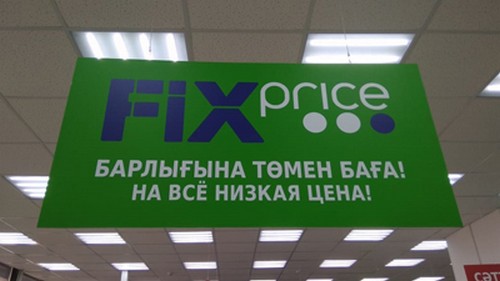 FiX price
БАРЛЫҒЫНА ТӨМЕН БАҒА!
НА ВСЁ НИЗКАЯ ЦЕНА!